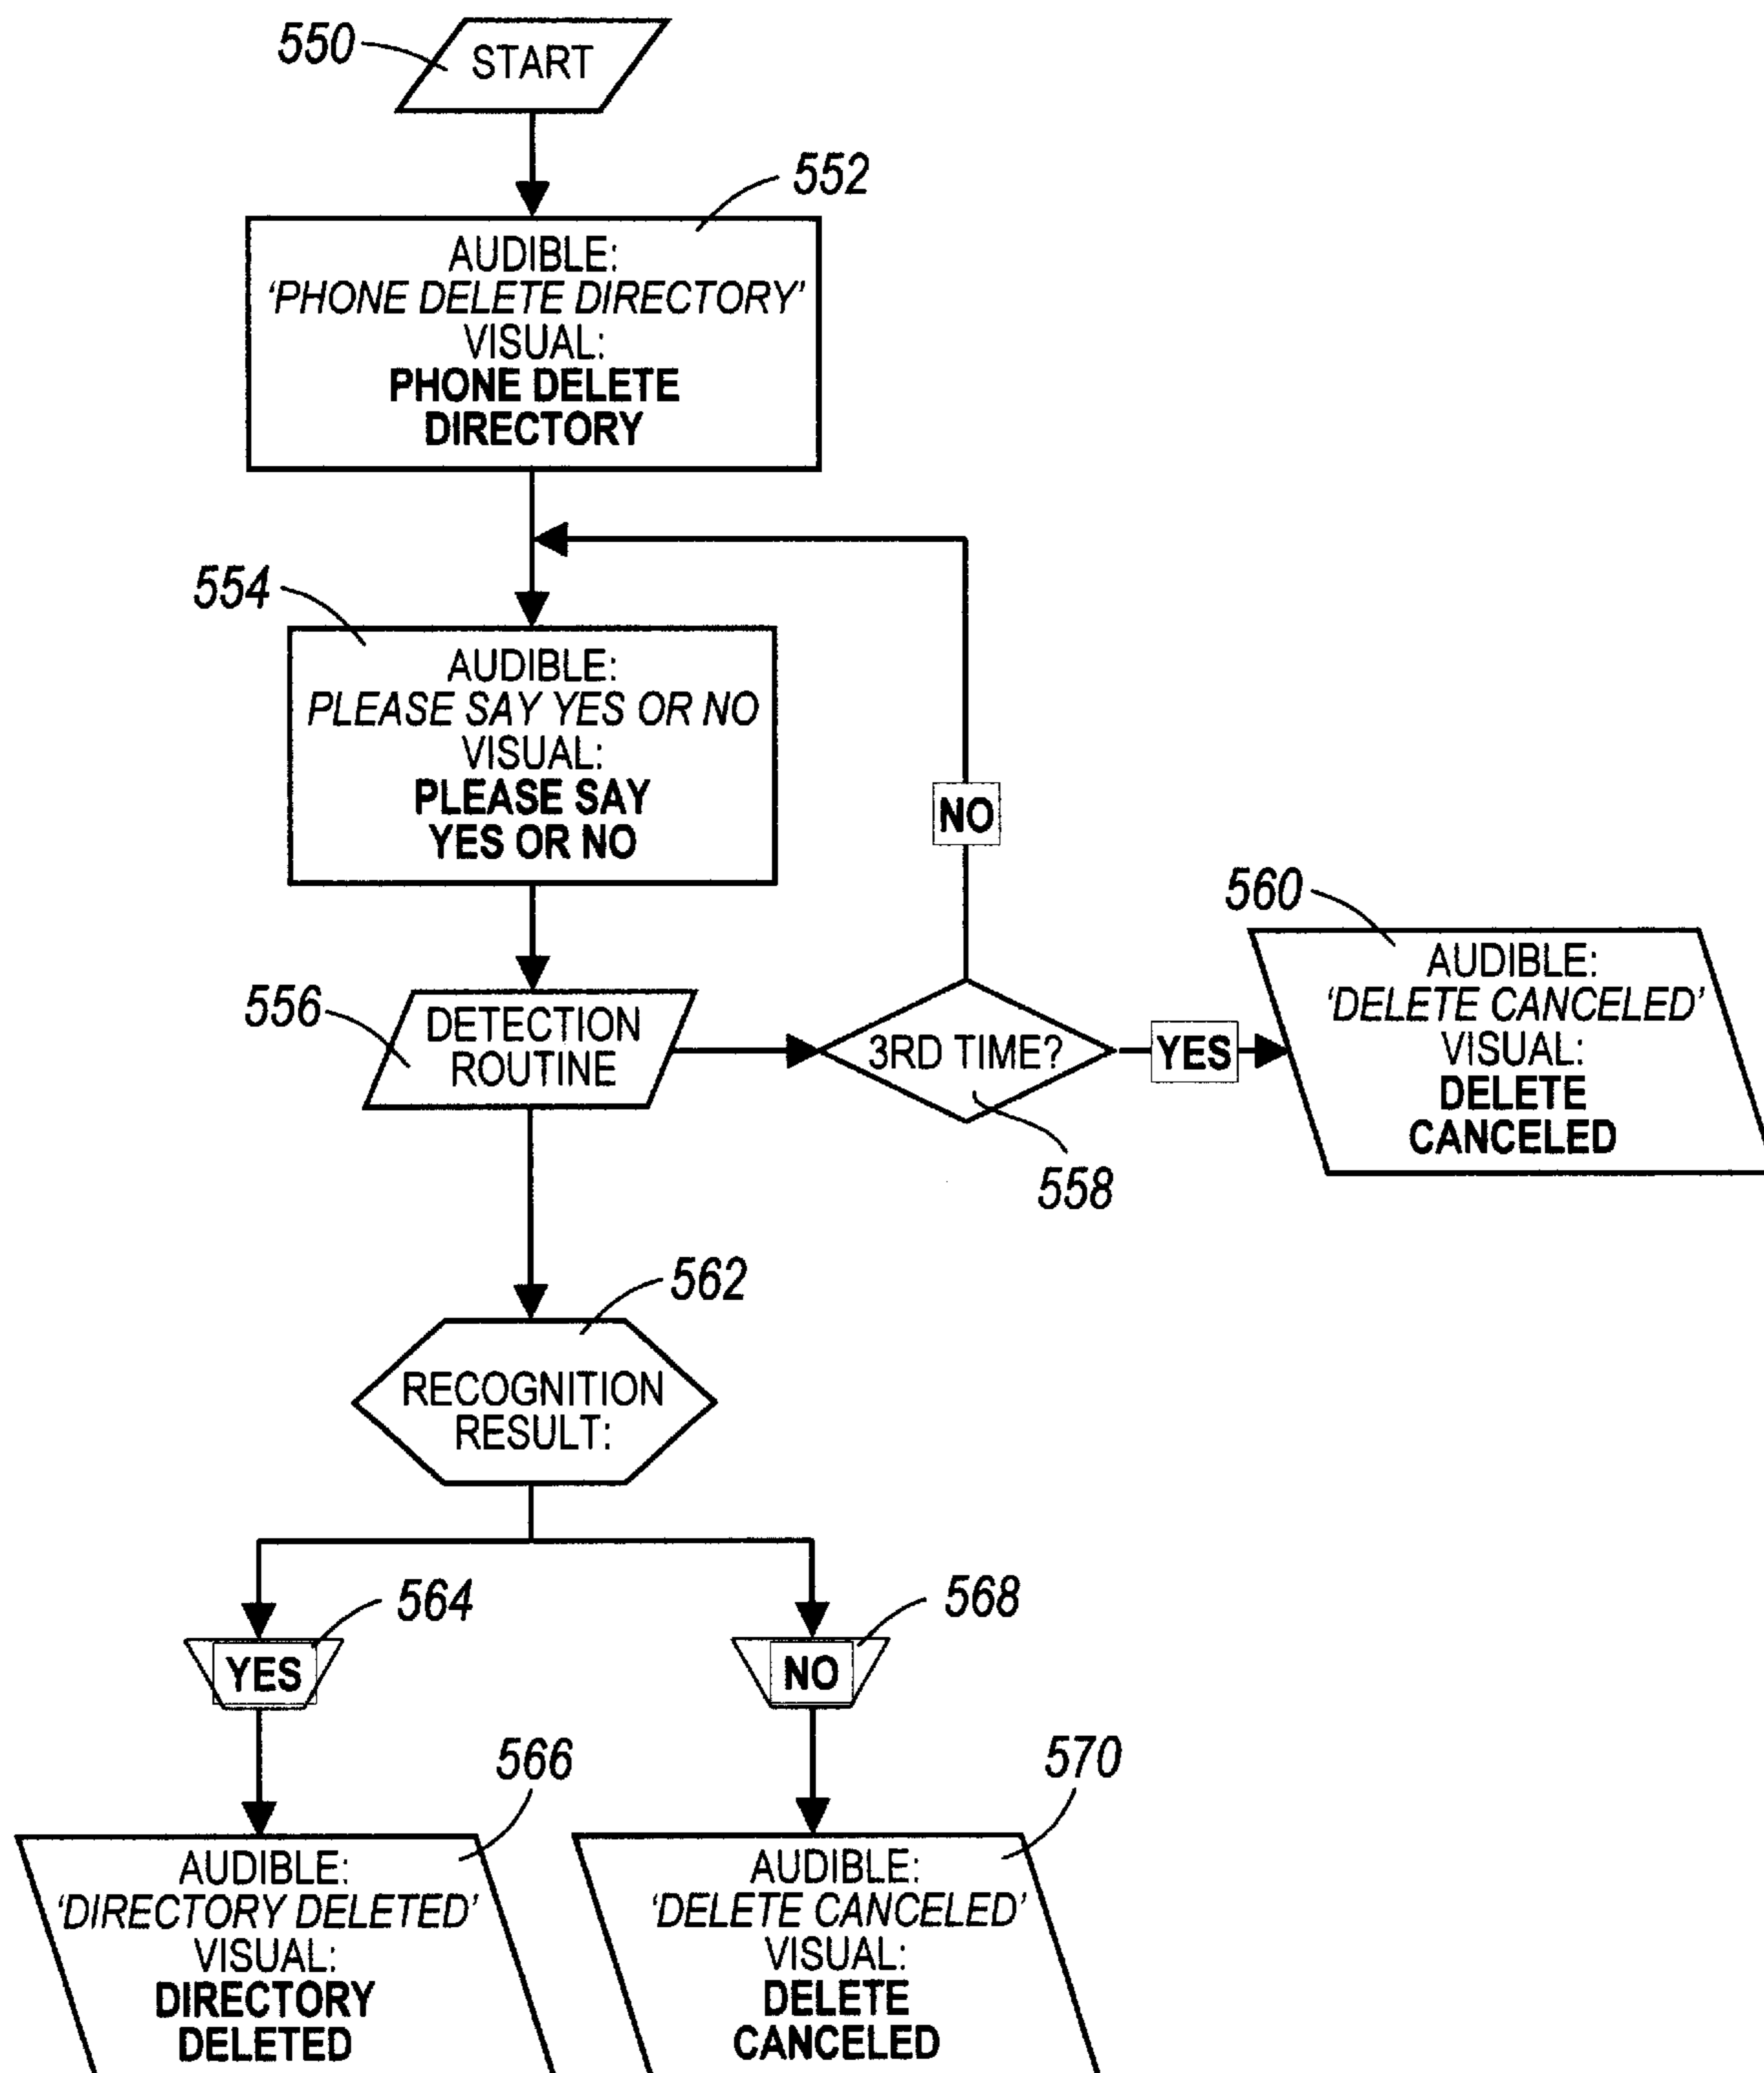 550
START
552
AUDIBLE:
'PHONE DELETE DIRECTORY'
VISUAL:
PHONE DELETE
DIRECTORY
554
AUDIBLE:
PLEASE SAY YES OR NO
VISUAL:
PLEASE SAY
YES OR NO
NO
560
AUDIBLE:
'DELETE CANCELED'
VISUAL:
DELETE
CANCELED
556
DETECTION
ROUTINE
3RD TIME?
YES
558
562
RECOGNITION
RESULT:
564
YES
568
NO
566
AUDIBLE:
'DIRECTORY DELETED'
VISUAL:
DIRECTORY
DELETED
570
AUDIBLE:
'DELETE CANCELED'
VISUAL:
DELETE
CANCELED